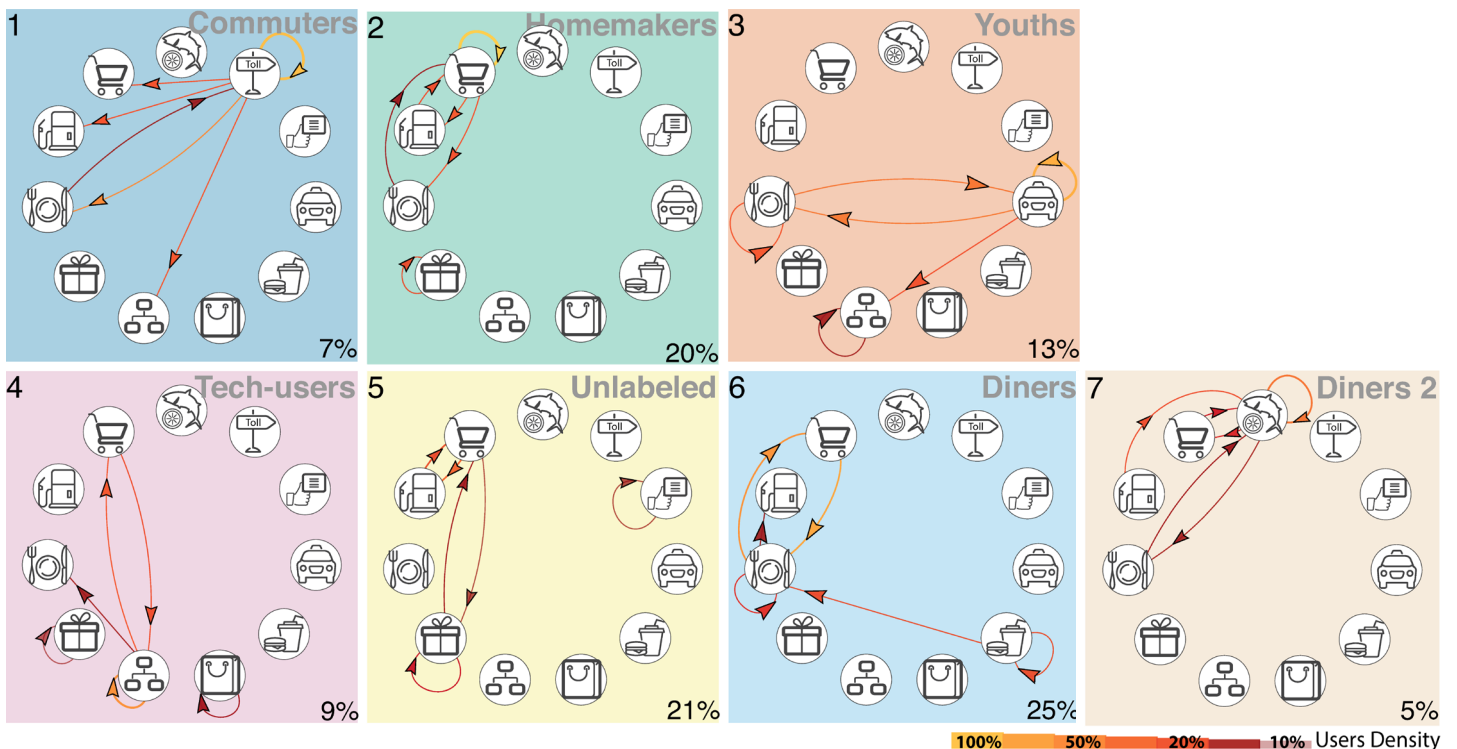 1 Commuters
Toll
7%
2 Homemakers
Toll
20%
3 Youths
Toll
13%
4 Tech-users
Toll
9%
5 Unlabeled
Toll
21%
6 Diners
Toll
25%
7 Diners 2
Toll
5%
100% 50% 20% 10% Users Density